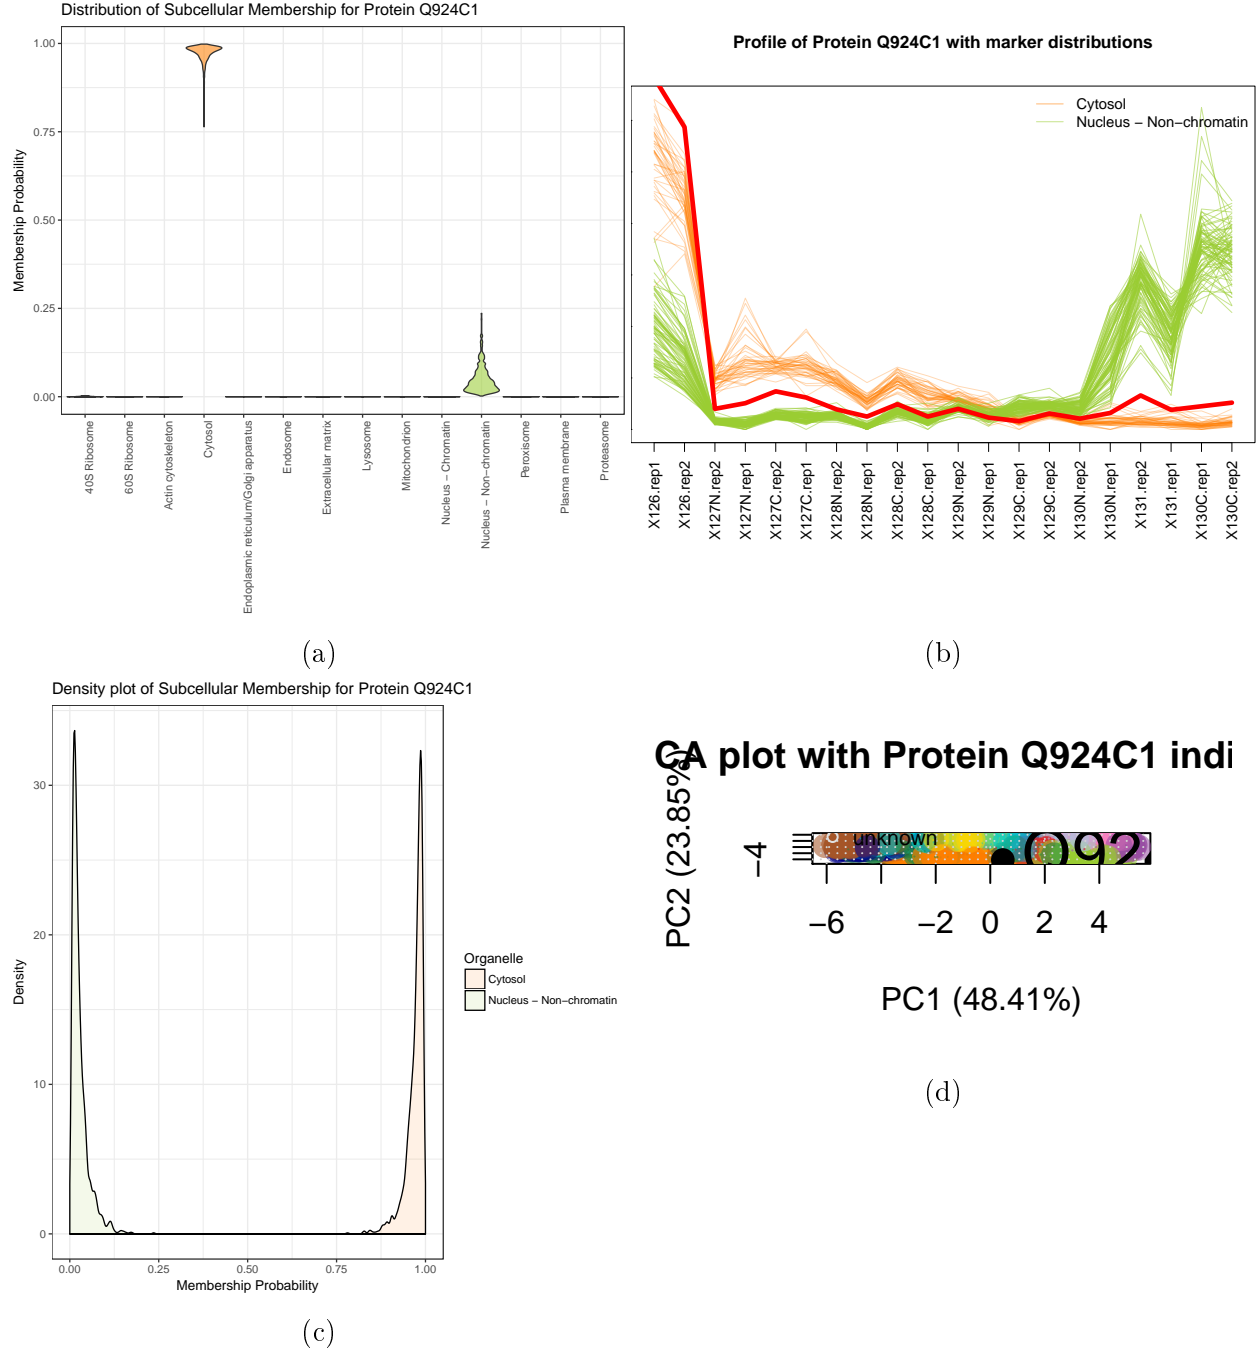 Distribution of Subcellular Membership for Protein Q924C1
Membership Probability
1.00
0.75
0.50
0.25
0.00
40S Ribosome
60S Ribosome
Actin cytoskeleton
Cytosol
Endoplasmic reticulum/Golgi apparatus
Endosome
Extracellular matrix
Lysosome
Mitochondrion
Nucleus − Chromatin
Nucleus − Non−chromatin
Peroxisome
Plasma membrane
Proteasome
(a)
Profile of Protein Q924C1 with marker distributions
Cytosol
Nucleus − Non−chromatin
X126.rep1
X126.rep2
X127N.rep2
X127N.rep1
X127C.rep2
X127C.rep1
X128N.rep2
X128N.rep1
X128C.rep2
X128C.rep1
X129N.rep2
X129N.rep1
X129C.rep1
X129C.rep2
X130N.rep2
X130N.rep1
X131.rep2
X131.rep1
X130C.rep1
X130C.rep2
(b)
Density plot of Subcellular Membership for Protein Q924C1
Density
30
20
10
0
0.00 0.25 0.50 0.75 1.00
Membership Probability
Organelle
Cytosol
Nucleus − Non−chromatin
(c)
CA plot with Protein Q924C1 indi
PC2 (23.85%)
−4
unknown
Q924
−6 −2 0 2 4
PC1 (48.41%)
(d)